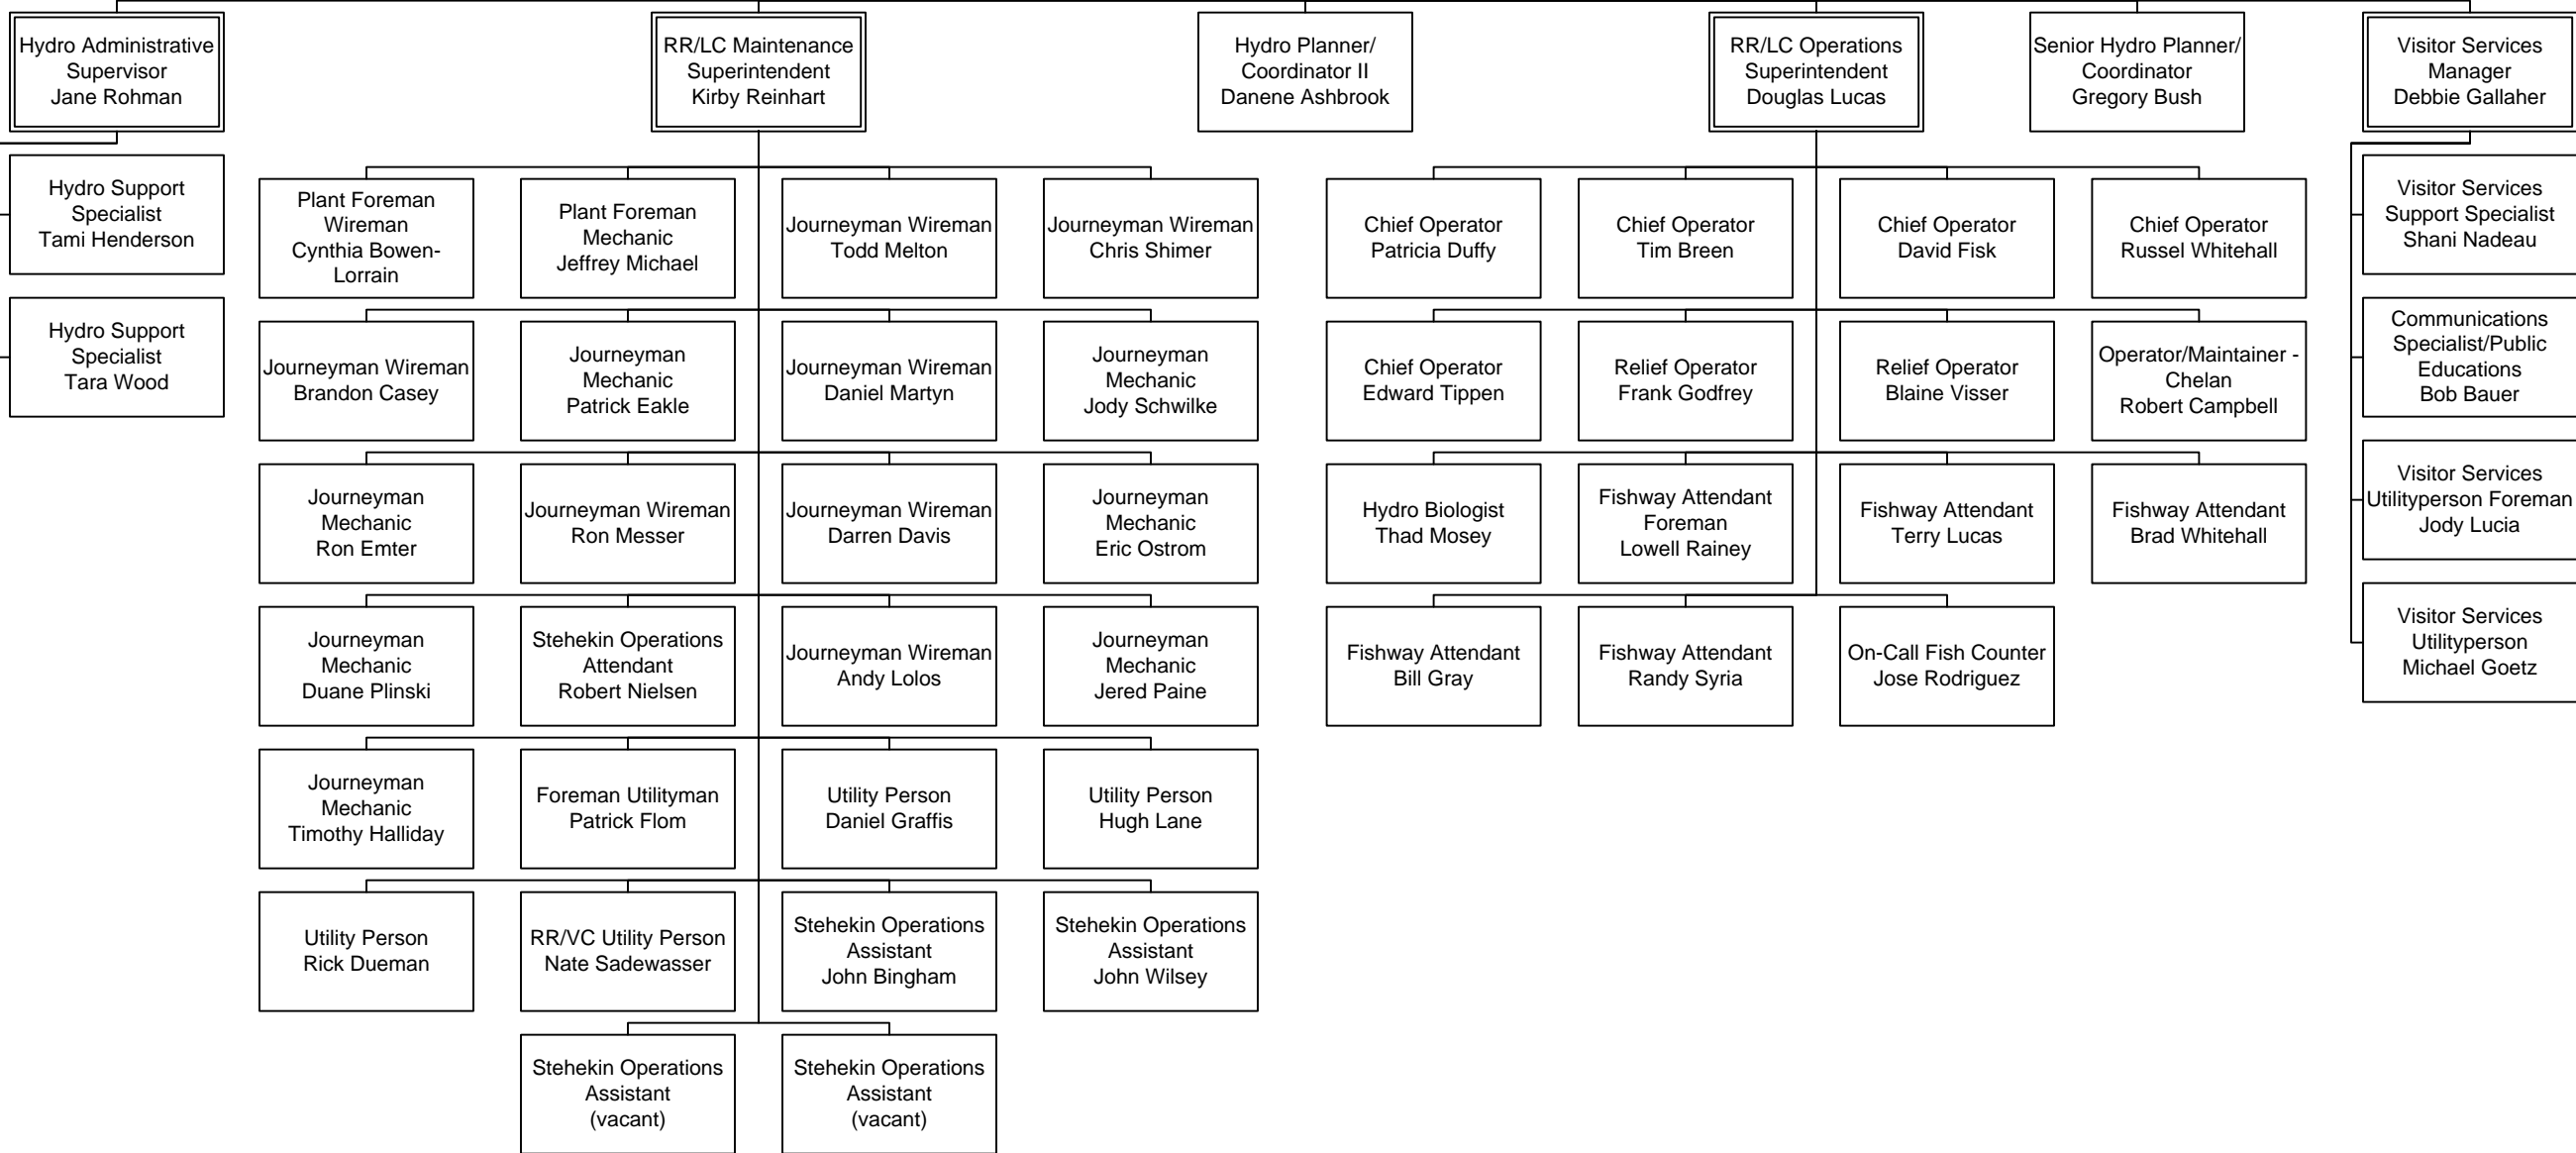 Hydro Administrative
Supervisor
Jane Rohman
RR/LC Maintenance
Superintendent
Kirby Reinhart
Hydro Planner/
Coordinator II
Danene Ashbrook
RR/LC Operations
Superintendent
Douglas Lucas
Senior Hydro Planner/
Coordinator
Gregory Bush
Visitor Services
Manager
Debbie Gallaher
Hydro Support
Specialist
Tami Henderson
Hydro Support
Specialist
Tara Wood
Plant Foreman
Wireman
Cynthia Bowen-
Lorrain
Plant Foreman
Mechanic
Jeffrey Michael
Journeyman Wireman
Todd Melton
Journeyman Wireman
Chris Shimer
Journeyman Wireman
Brandon Casey
Journeyman
Mechanic
Patrick Eakle
Journeyman Wireman
Daniel Martyn
Journeyman
Mechanic
Jody Schwilke
Journeyman
Mechanic
Ron Emter
Journeyman Wireman
Ron Messer
Journeyman Wireman
Darren Davis
Journeyman
Mechanic
Eric Ostrom
Journeyman
Mechanic
Duane Plinski
Stehekin Operations
Attendant
Robert Nielsen
Journeyman Wireman
Andy Lolos
Journeyman
Mechanic
Jered Paine
Journeyman
Mechanic
Timothy Halliday
Foreman Utilityman
Patrick Flom
Utility Person
Daniel Graffis
Utility Person
Hugh Lane
Utility Person
Rick Dueman
RR/VC Utility Person
Nate Sadewasser
Stehekin Operations
Assistant
John Bingham
Stehekin Operations
Assistant
John Wilsey
Stehekin Operations
Assistant
(vacant)
Stehekin Operations
Assistant
(vacant)
Chief Operator
Patricia Duffy
Chief Operator
Tim Breen
Chief Operator
David Fisk
Chief Operator
Russel Whitehall
Chief Operator
Edward Tippen
Relief Operator
Frank Godfrey
Relief Operator
Blaine Visser
Operator/Maintainer -
Chelan
Robert Campbell
Hydro Biologist
Thad Mosey
Fishway Attendant
Foreman
Lowell Rainey
Fishway Attendant
Terry Lucas
Fishway Attendant
Brad Whitehall
Fishway Attendant
Bill Gray
Fishway Attendant
Randy Syria
On-Call Fish Counter
Jose Rodriguez
Visitor Services
Support Specialist
Shani Nadeau
Communications
Specialist/Public
Educations
Bob Bauer
Visitor Services
Utilityperson Foreman
Jody Lucia
Visitor Services
Utilityperson
Michael Goetz